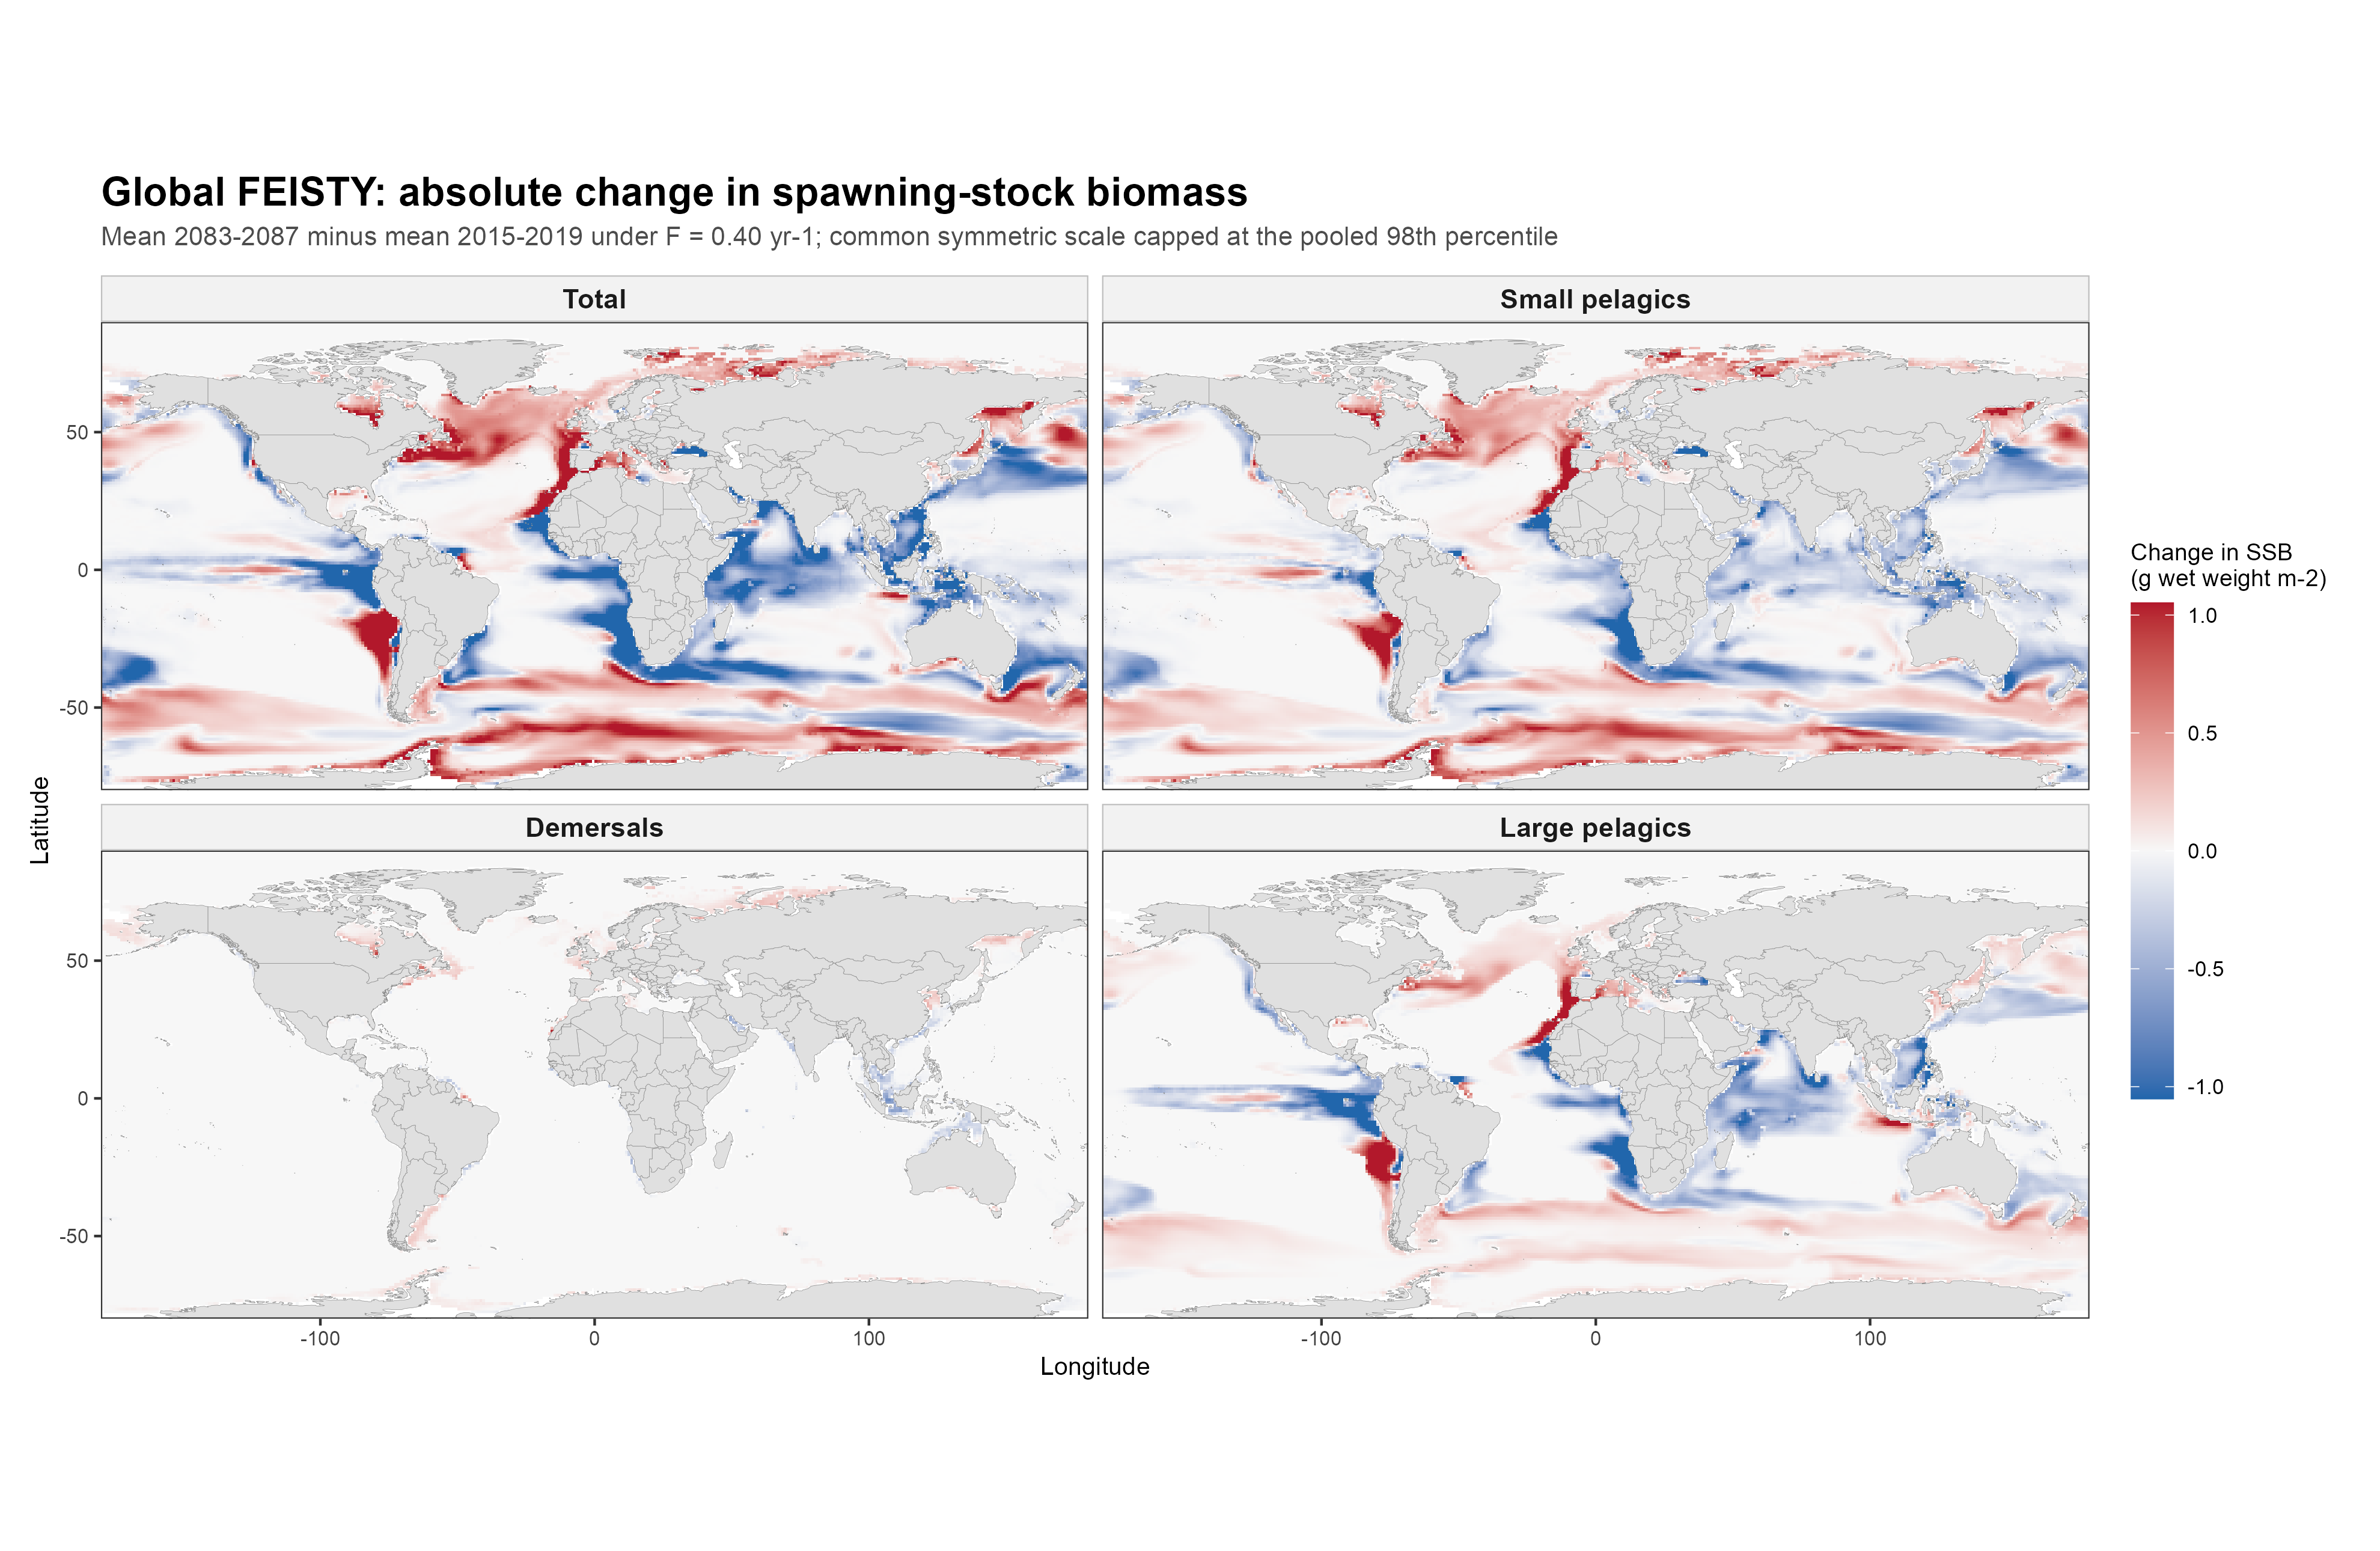 Global FEISTY: absolute change in spawning-stock biomass
Mean 2083-2087 minus mean 2015-2019 under F = 0.40 yr-1; common symmetric scale capped at the pooled 98th percentile
Total
Small pelagics
50
0
-50
Demersals
Large pelagics
50
0
-50
-100
0
100
-100
0
100
Longitude
Latitude
Change in SSB
(g wet weight m-2)
1.0
0.5
0.0
-0.5
-1.0